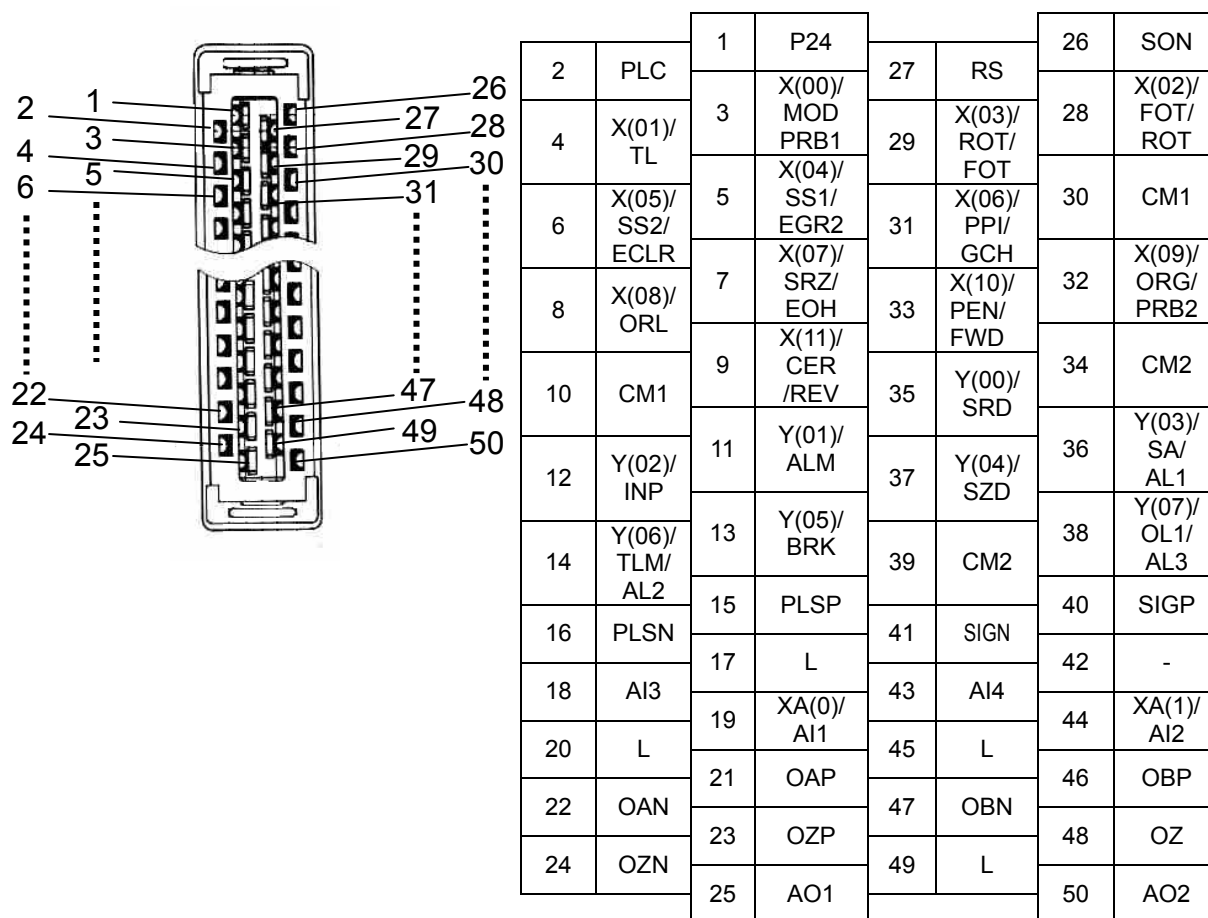 1
2
3
4
5
6
26
27
28
29
30
31
22
23
24
25
47
48
49
50
2 PLC
4 X(01)/
TL
6 X(05)/
SS2/
ECLR
8 X(08)/
ORL
10 CM1
12 Y(02)/
INP
14 Y(06)/
TLM/
AL2
16 PLSN
18 AI3
20 L
22 OAN
24 OZN
1 P24
3 X(00)/
MOD
PRB1
5 X(04)/
SS1/
EGR2
7 X(07)/
SRZ/
EOH
9 X(11)/
CER
/REV
11 Y(01)/
ALM
13 Y(05)/
BRK
15 PLSP
17 L
19 XA(0)/
AI1
21 OAP
23 OZP
25 AO1
27 RS
29 X(03)/
ROT/
FOT
31 X(06)/
PPI/
GCH
33 X(10)/
PEN/
FWD
35 Y(00)/
SRD
37 Y(04)/
SZD
39 CM2
41 SIGN
43 AI4
45 L
47 OBN
49 L
26 SON
28 X(02)/
FOT/
ROT
30 CM1
32 X(09)/
ORG/
PRB2
34 CM2
36 Y(03)/
SA/
AL1
38 Y(07)/
OL1/
AL3
40 SIGP
42 -
44 XA(1)/
AI2
46 OBP
48 OZ
50 AO2